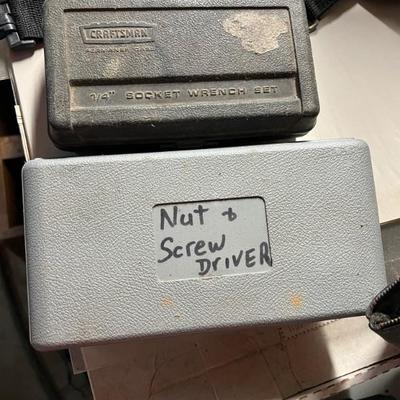 CRAFTSMAN
1/4" SOCKET WRENCH SET
Nut &
Screw
DRIVER